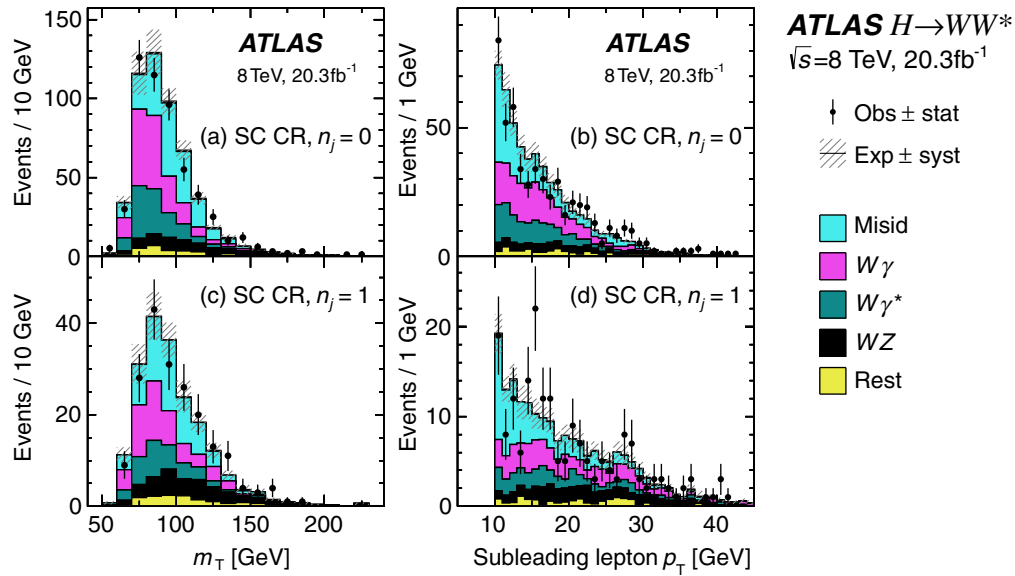 ATLAS
8 TeV, 20.3fb⁻¹
(a) SC CR, nⱼ = 0
Events / 10 GeV
150
100
50
0
ATLAS
8 TeV, 20.3fb⁻¹
(b) SC CR, nⱼ = 0
Events / 1 GeV
50
0
(c) SC CR, nⱼ = 1
Events / 10 GeV
40
20
0
50 100 150 200
m_T [GeV]
(d) SC CR, nⱼ = 1
Events / 1 GeV
20
10
0
10 20 30 40
Subleading lepton p_T [GeV]
ATLAS H→WW*
√s=8 TeV, 20.3fb⁻¹
Obs ± stat
Exp ± syst
Misid
Wγ
Wγ*
WZ
Rest